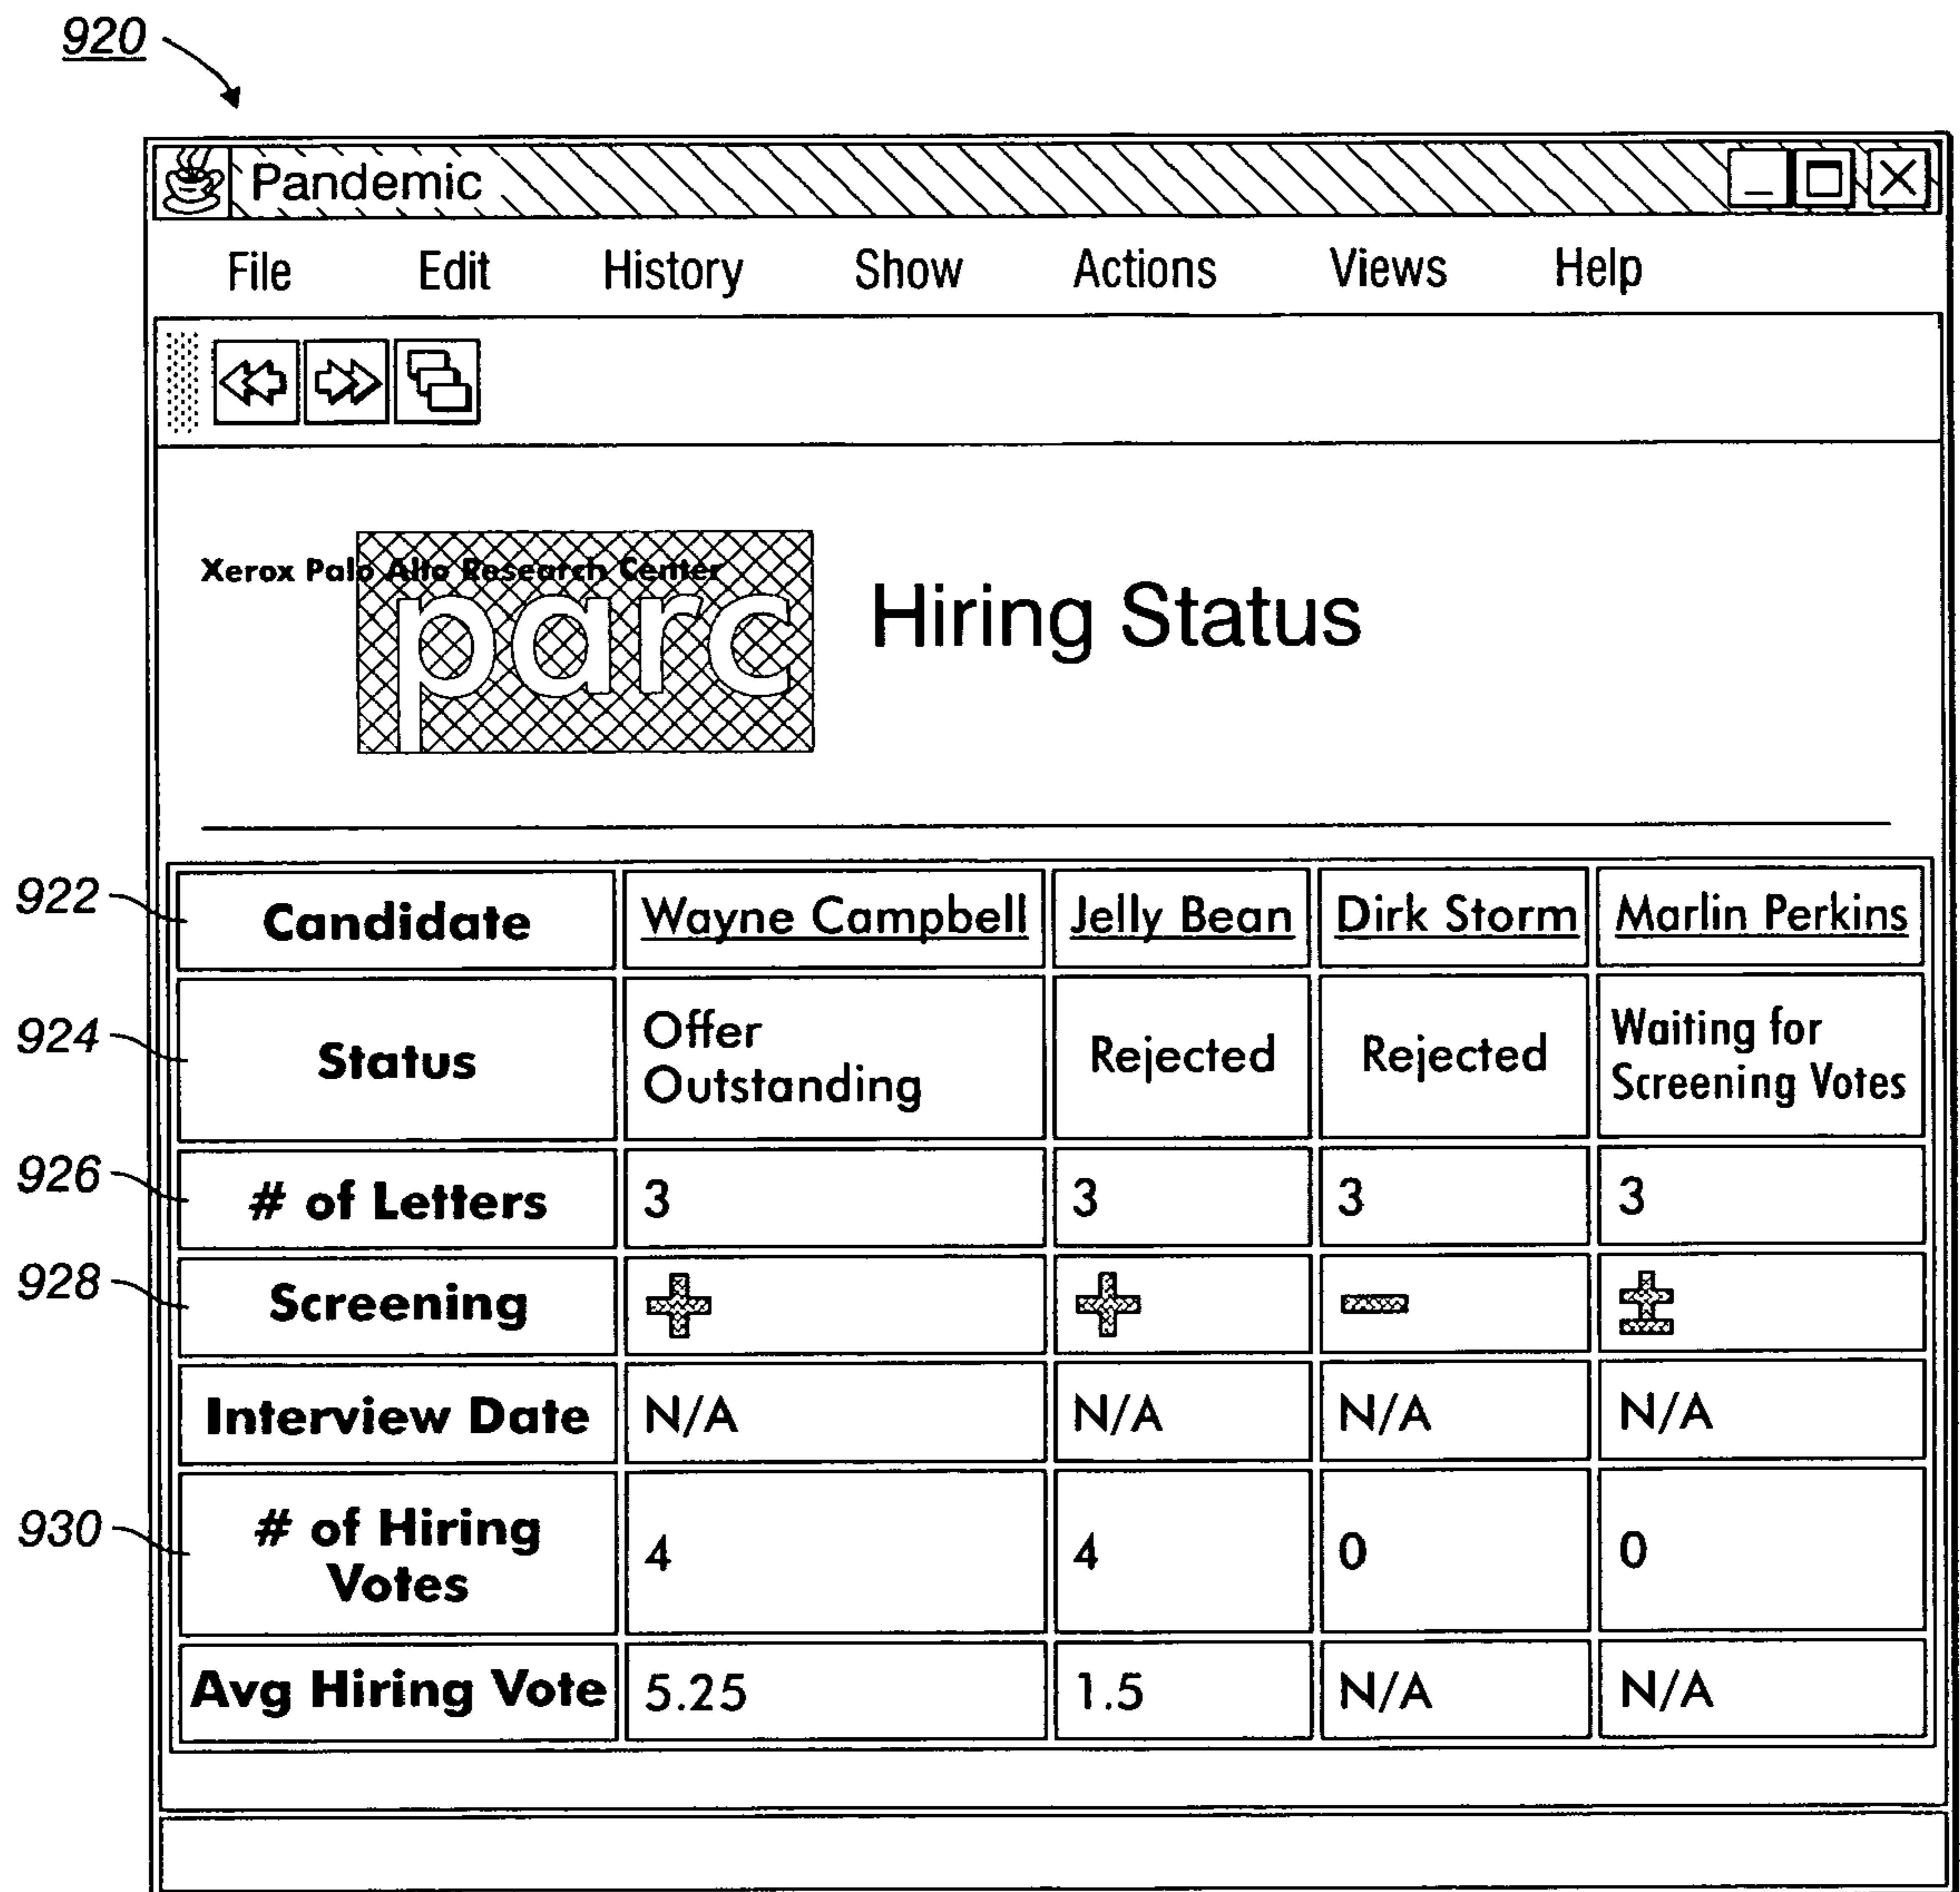 920
Pandemic
File Edit History Show Actions Views Help
Xerox Palo Alto Research Center
parc
Hiring Status
922 Candidate Wayne Campbell Jelly Bean Dirk Storm Marlin Perkins
924 Status Offer Outstanding Rejected Rejected Waiting for Screening Votes
926 # of Letters 3 3 3 3
928 Screening + + - ±
Interview Date N/A N/A N/A N/A
930 # of Hiring Votes 4 4 0 0
Avg Hiring Vote 5.25 1.5 N/A N/A